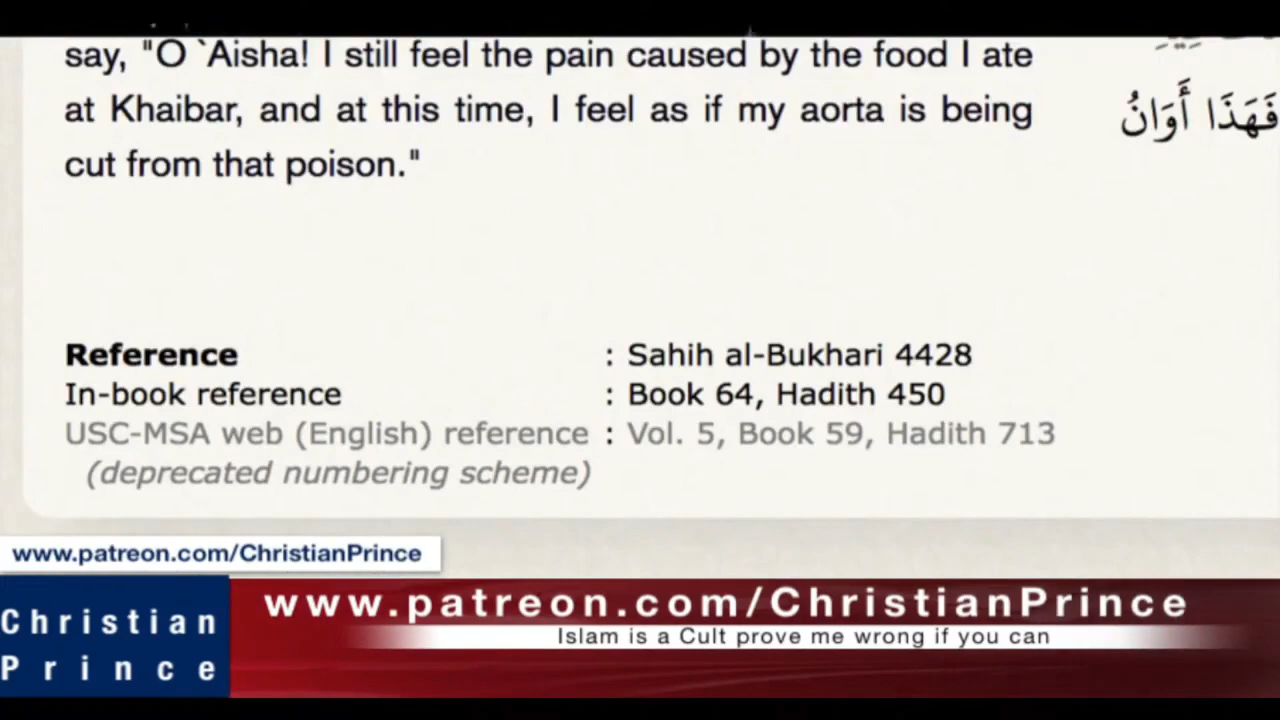 say, "O `Aisha! I still feel the pain caused by the food I ate
at Khaibar, and at this time, I feel as if my aorta is being
cut from that poison."
فَهَذَا أَوَانُ
Reference : Sahih al-Bukhari 4428
In-book reference : Book 64, Hadith 450
USC-MSA web (English) reference : Vol. 5, Book 59, Hadith 713
(deprecated numbering scheme)
www.patreon.com/ChristianPrince
Christian
Prince
www.patreon.com/ChristianPrince
Islam is a Cult prove me wrong if you can